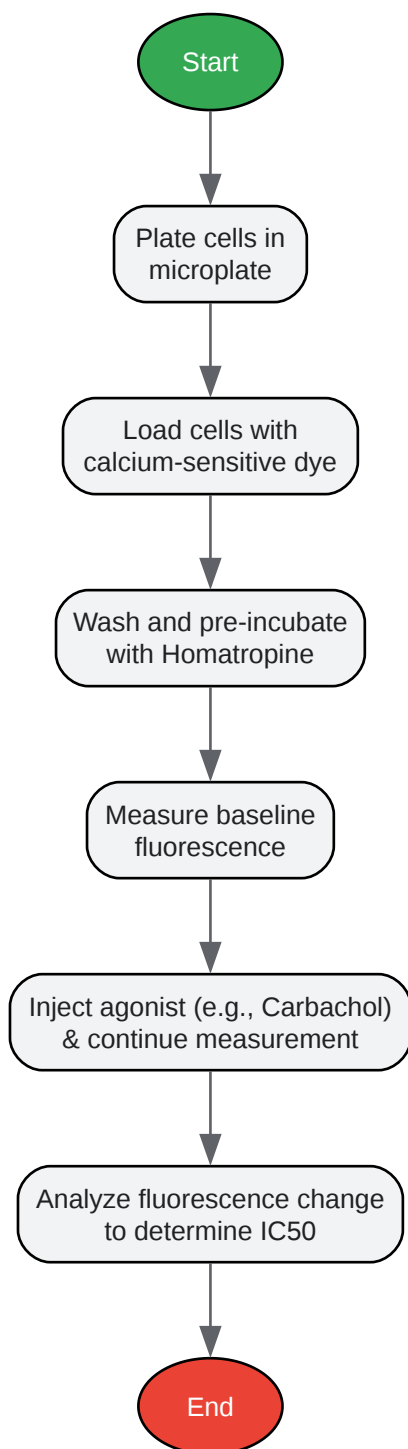 Start
Plate cells in
microplate
Load cells with
calcium-sensitive dye
Wash and pre-incubate
with Homatropine
Measure baseline
fluorescence
Inject agonist (e.g., Carbachol)
& continue measurement
Analyze fluorescence change
to determine IC50
End